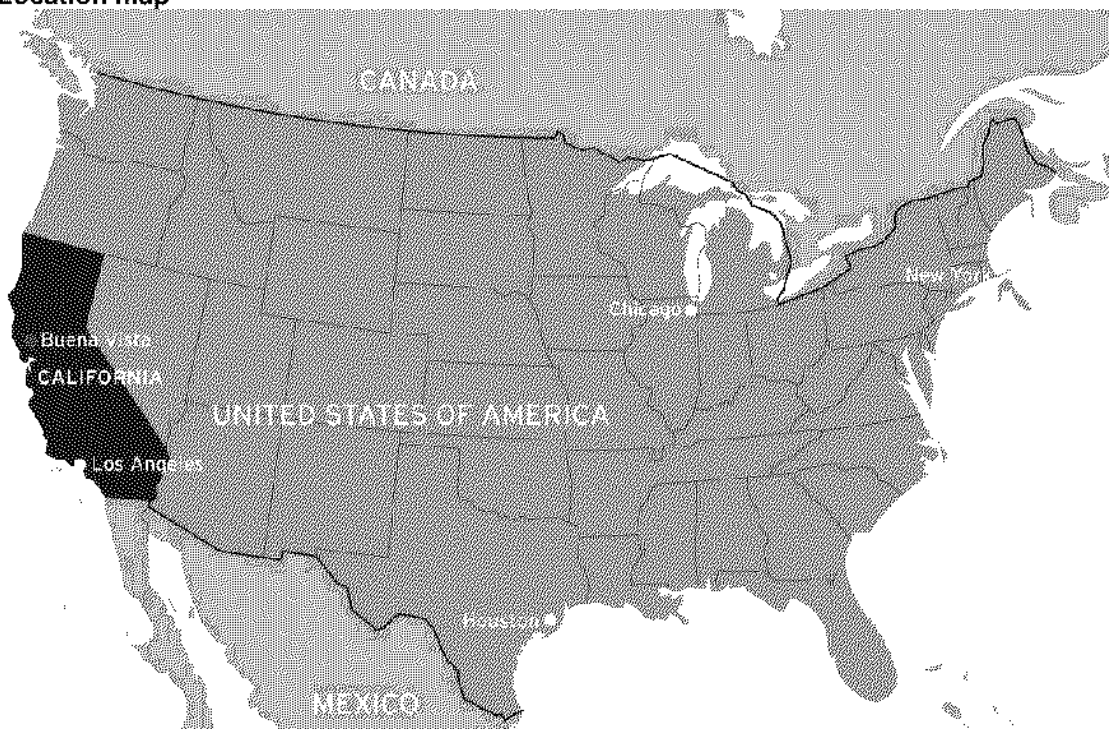 Location map
CANADA
New York
Chicago
Buena Vista
CALIFORNIA
UNITED STATES OF AMERICA
Los Angeles
Houston
MEXICO